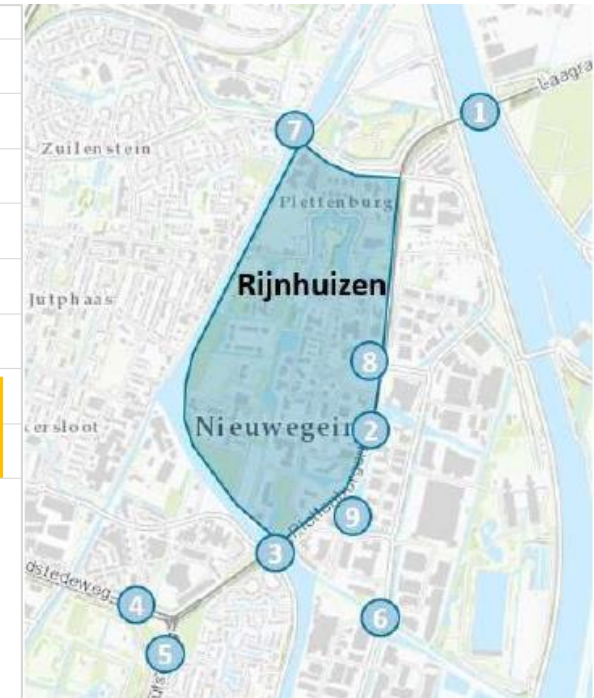 1
Laagra
7
Zuilenstein
Plettenburg
Rijnhuizen
Jutphaas
8
ersloot
Nieuwegein
2
9
3
dstedeweg
4
6
5